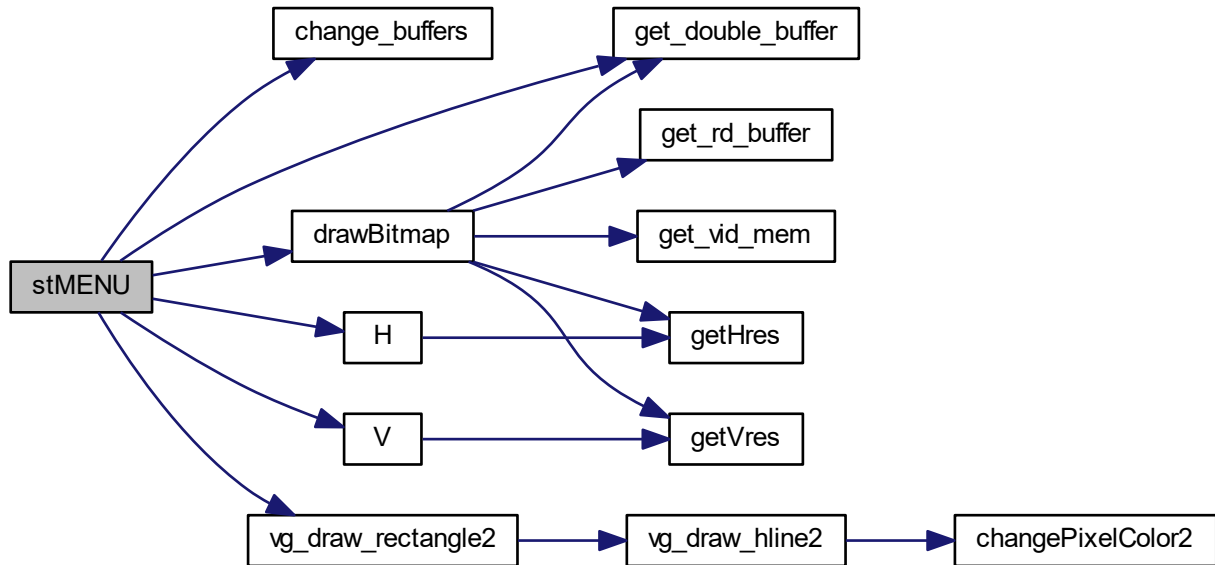 change_buffers
get_double_buffer
get_rd_buffer
drawBitmap
get_vid_mem
stMENU
H
getHres
V
getVres
vg_draw_rectangle2
vg_draw_hline2
changePixelColor2